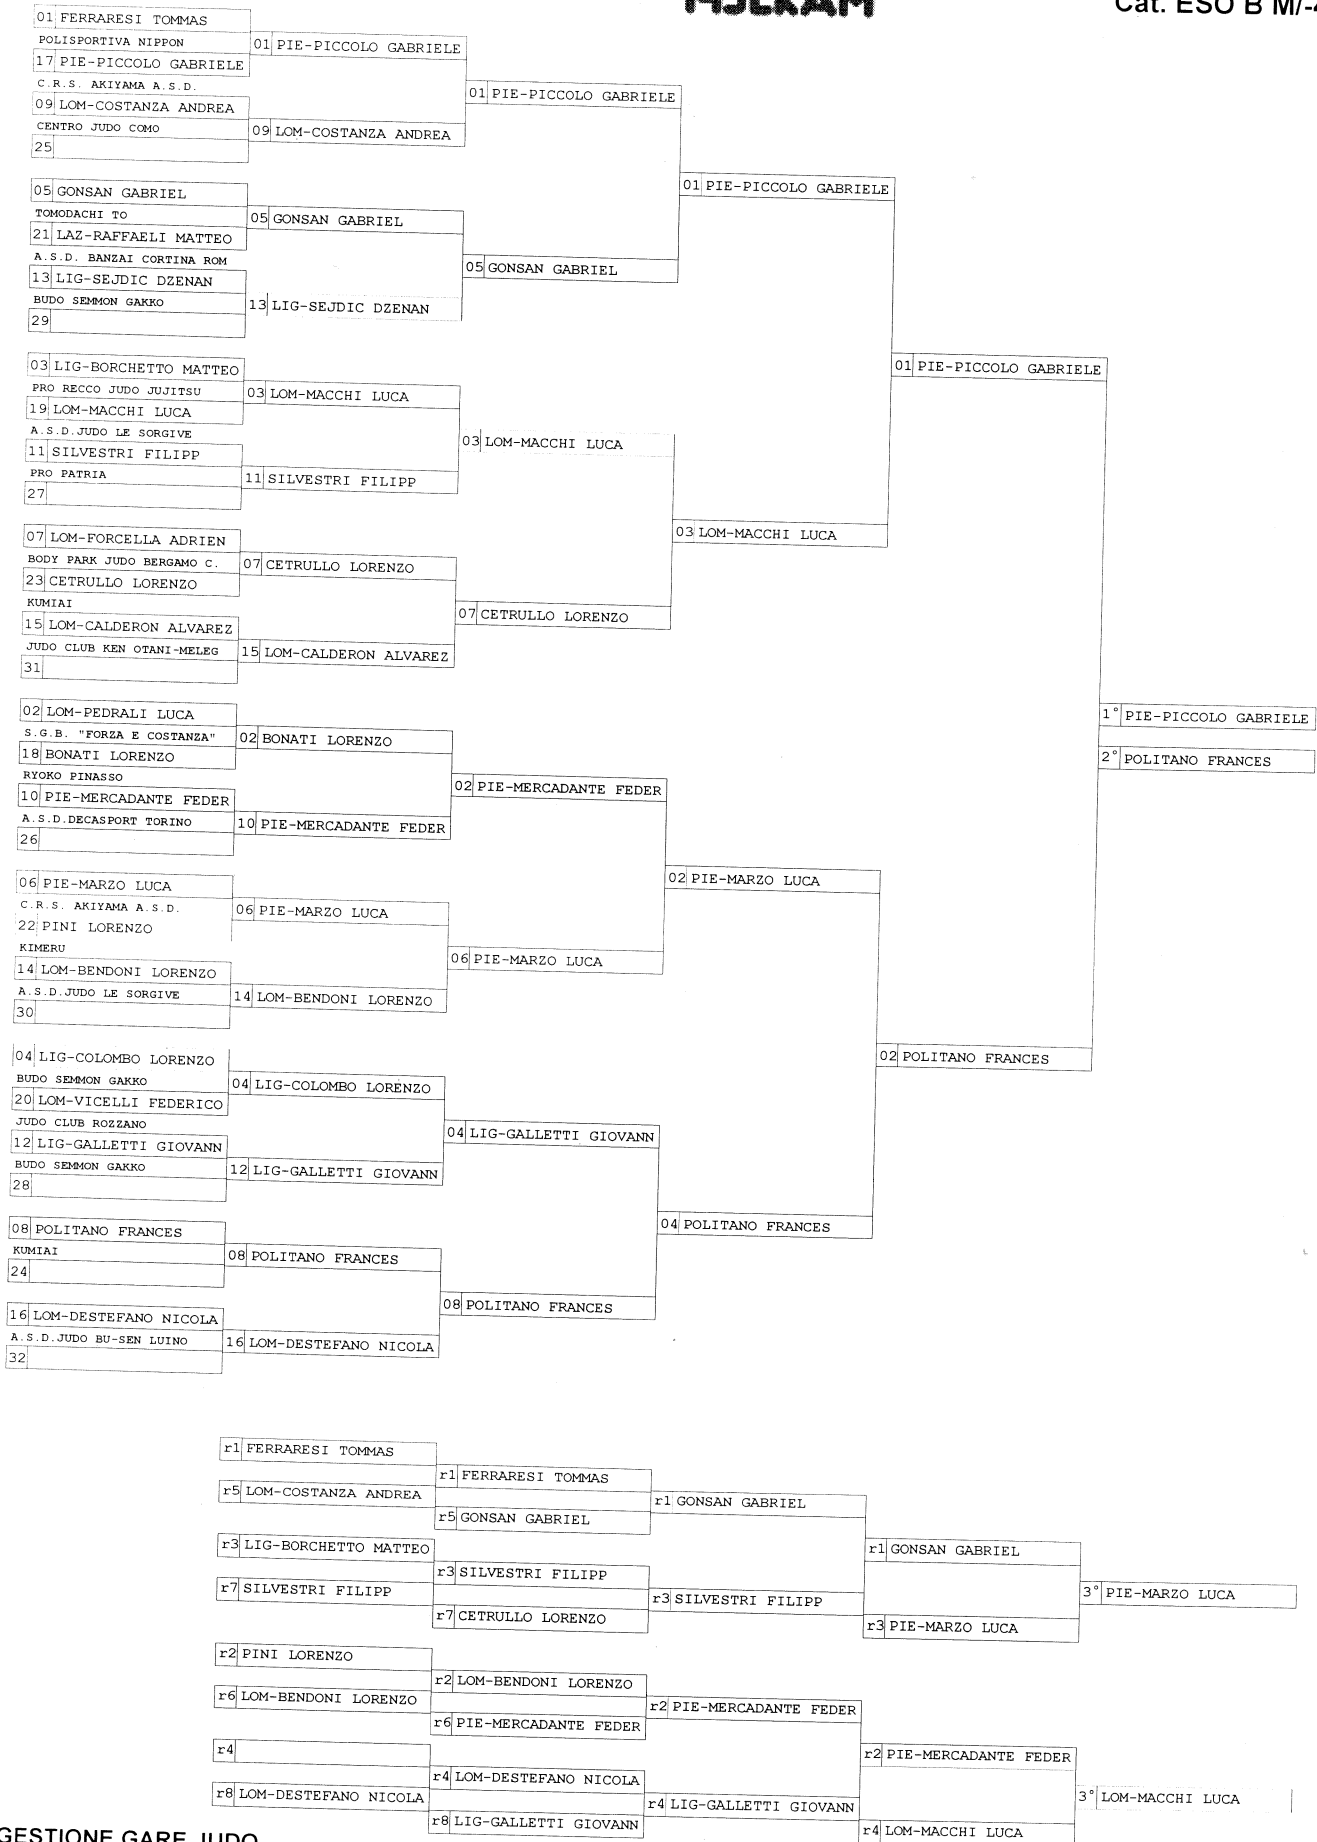 Cat. ESO B M/-4
01 FERRARESI TOMMAS
POLISPORTIVA NIPPON
17 PIE-PICCOLO GABRIELE
C.R.S. AKIYAMA A.S.D.
09 LOM-COSTANZA ANDREA
CENTRO JUDO COMO
25
05 GONSAN GABRIEL
TOMODACHI TO
21 LAZ-RAFFAELI MATTEO
A.S.D. BANZAI CORTINA ROM
13 LIG-SEJDIC DZENAN
BUDO SEMMON GAKKO
29
03 LIG-BORCHETTO MATTEO
PRO RECCO JUDO JUJITSU
19 LOM-MACCHI LUCA
A.S.D.JUDO LE SORGIVE
11 SILVESTRI FILIPP
PRO PATRIA
27
07 LOM-FORCELLA ADRIEN
BODY PARK JUDO BERGAMO C.
23 CETRULLO LORENZO
KUMIAI
15 LOM-CALDERON ALVAREZ
JUDO CLUB KEN OTANI-MELEG
31
02 LOM-PEDRALI LUCA
S.G.B. "FORZA E COSTANZA"
18 BONATI LORENZO
RYOKO PINASSO
10 PIE-MERCADANTE FEDER
A.S.D.DECASPORT TORINO
26
06 PIE-MARZO LUCA
C.R.S. AKIYAMA A.S.D.
22 PINI LORENZO
KIMERU
14 LOM-BENDONI LORENZO
A.S.D.JUDO LE SORGIVE
30
04 LIG-COLOMBO LORENZO
BUDO SEMMON GAKKO
20 LOM-VICELLI FEDERICO
JUDO CLUB ROZZANO
12 LIG-GALLETTI GIOVANN
BUDO SEMMON GAKKO
28
08 POLITANO FRANCES
KUMIAI
24
16 LOM-DESTEFANO NICOLA
A.S.D.JUDO BU-SEN LUINO
32
01 PIE-PICCOLO GABRIELE
09 LOM-COSTANZA ANDREA
05 GONSAN GABRIEL
13 LIG-SEJDIC DZENAN
03 LOM-MACCHI LUCA
11 SILVESTRI FILIPP
07 CETRULLO LORENZO
15 LOM-CALDERON ALVAREZ
02 BONATI LORENZO
10 PIE-MERCADANTE FEDER
06 PIE-MARZO LUCA
14 LOM-BENDONI LORENZO
04 LIG-COLOMBO LORENZO
12 LIG-GALLETTI GIOVANN
08 POLITANO FRANCES
16 LOM-DESTEFANO NICOLA
01 PIE-PICCOLO GABRIELE
05 GONSAN GABRIEL
03 LOM-MACCHI LUCA
07 CETRULLO LORENZO
02 PIE-MERCADANTE FEDER
06 PIE-MARZO LUCA
04 LIG-GALLETTI GIOVANN
08 POLITANO FRANCES
01 PIE-PICCOLO GABRIELE
03 LOM-MACCHI LUCA
02 PIE-MARZO LUCA
04 POLITANO FRANCES
01 PIE-PICCOLO GABRIELE
02 POLITANO FRANCES
1° PIE-PICCOLO GABRIELE
2° POLITANO FRANCES
r1 FERRARESI TOMMAS
r5 LOM-COSTANZA ANDREA
r3 LIG-BORCHETTO MATTEO
r7 SILVESTRI FILIPP
r2 PINI LORENZO
r6 LOM-BENDONI LORENZO
r4
r8 LOM-DESTEFANO NICOLA
r1 FERRARESI TOMMAS
r5 GONSAN GABRIEL
r3 SILVESTRI FILIPP
r7 CETRULLO LORENZO
r2 LOM-BENDONI LORENZO
r6 PIE-MERCADANTE FEDER
r4 LOM-DESTEFANO NICOLA
r8 LIG-GALLETTI GIOVANN
r1 GONSAN GABRIEL
r3 SILVESTRI FILIPP
r2 PIE-MERCADANTE FEDER
r4 LIG-GALLETTI GIOVANN
r1 GONSAN GABRIEL
r3 PIE-MARZO LUCA
r2 PIE-MERCADANTE FEDER
r4 LOM-MACCHI LUCA
3° PIE-MARZO LUCA
3° LOM-MACCHI LUCA
GESTIONE GARE JUDO